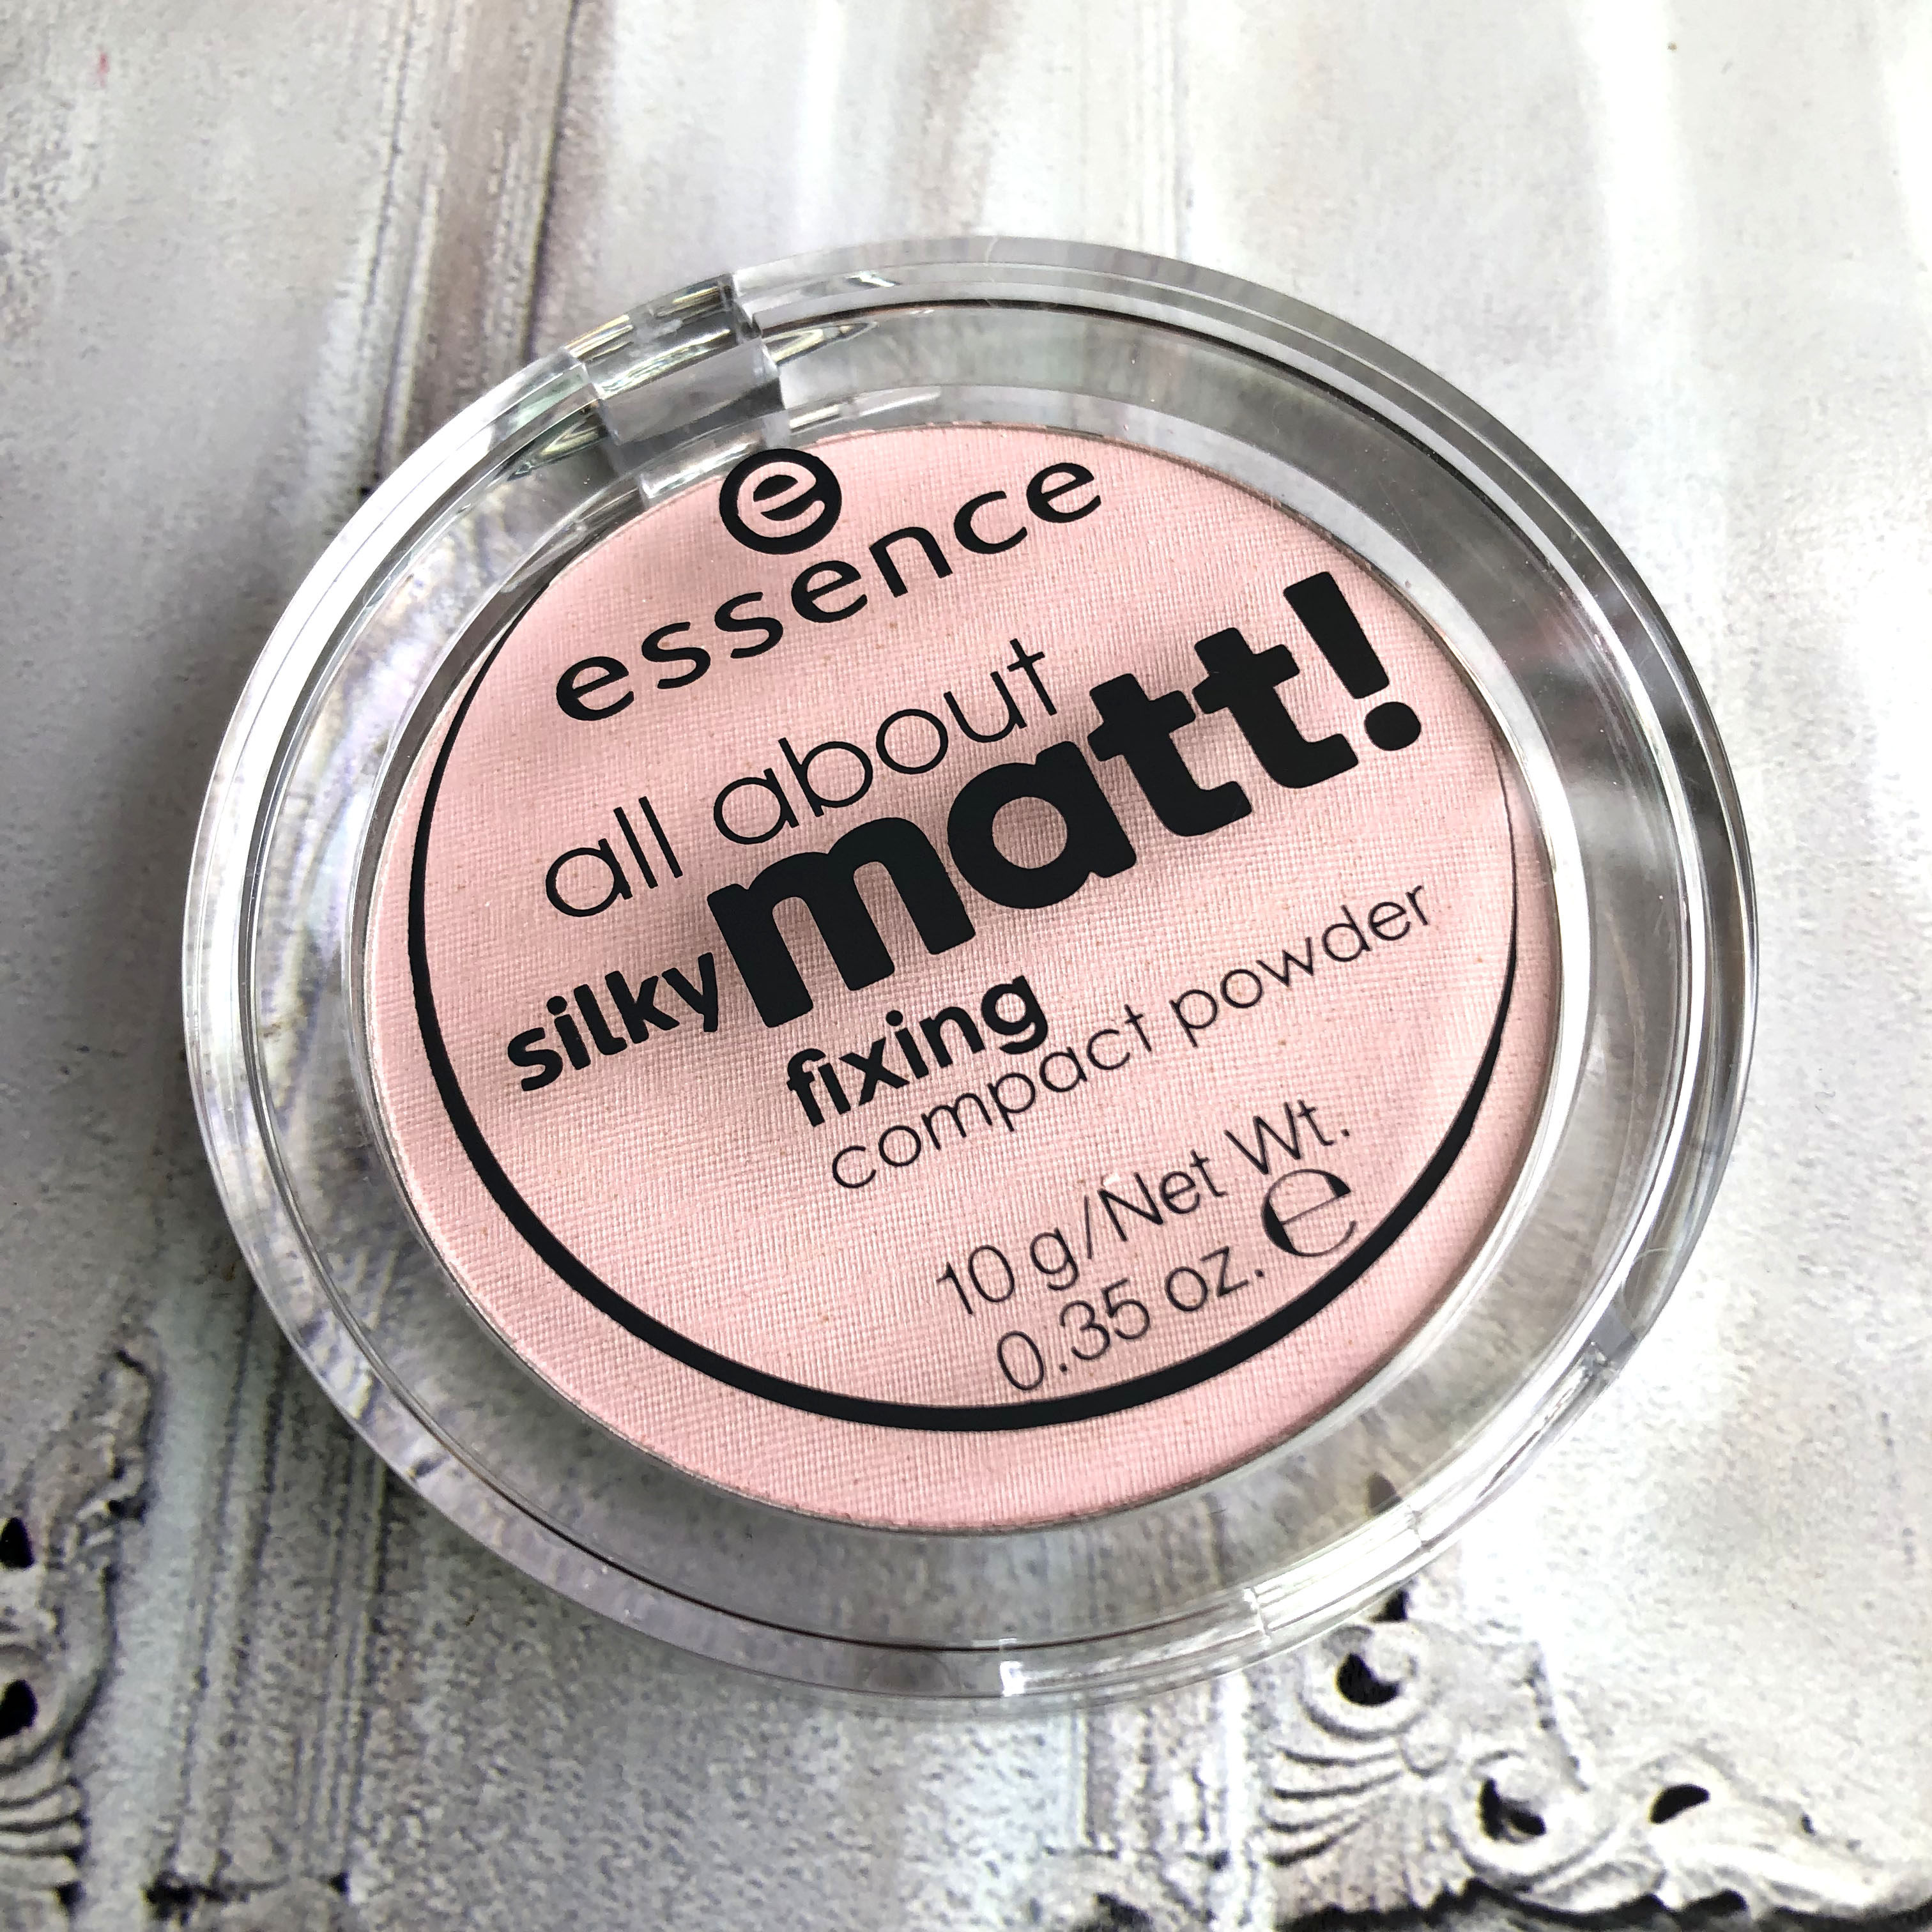 e
essence
all about
silky matt!
fixing
compact powder
10 g/Net Wt.
0.35 oz. ℮